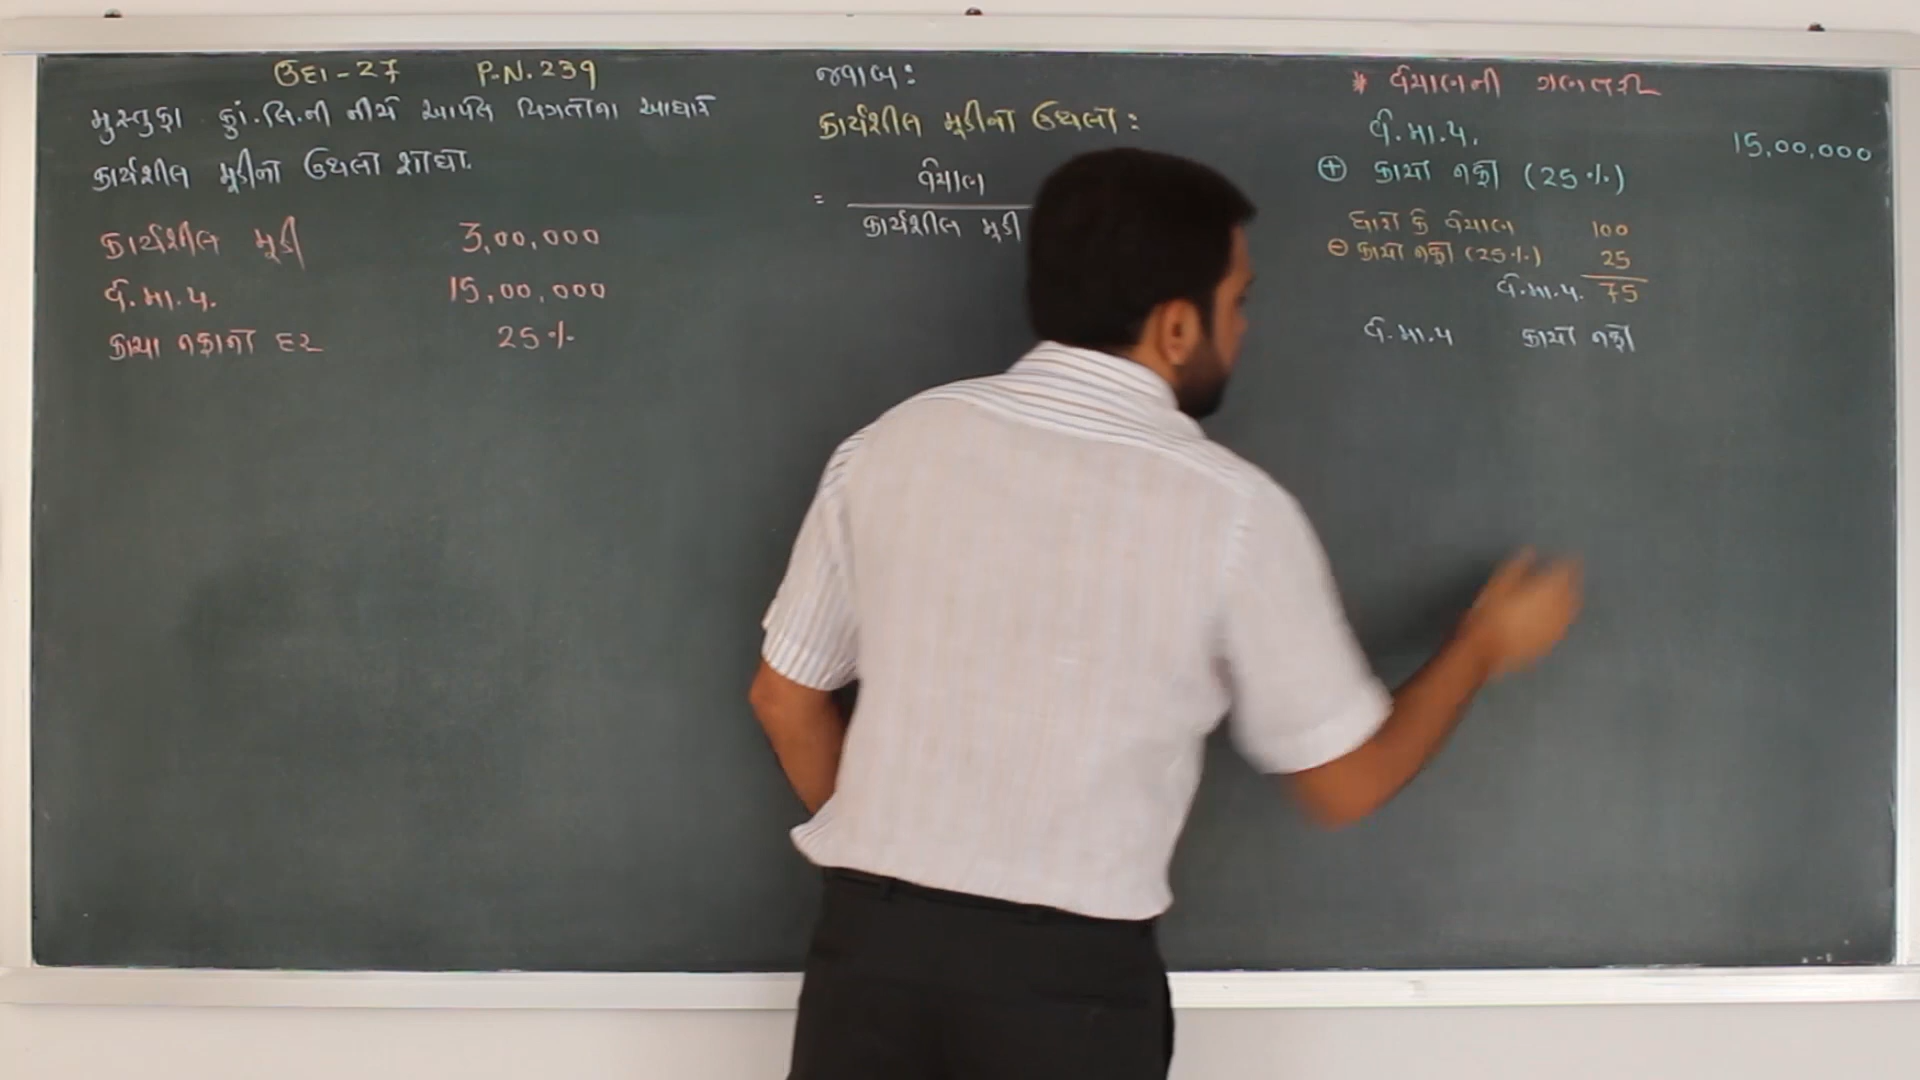 ઉદા - 27 P.N. 239
મુસ્તુફા કાં.લિ.ની નીચે આપેલ વિગતોના આધારે
કાર્યશીલ મૂડીનો ઉથલો શોધો.
કાર્યશીલ મૂડી 3,00,000
વે.મા.પ. 15,00,000
કાચા નફાનો દર 25%
જવાબ:
કાર્યશીલ મૂડીનો ઉથલો:
= વેચાણ
કાર્યશીલ મૂડી
* વેચાણની ગણતરી
વે.મા.પ. 15,00,000
(+) કાચો નફો (25%)
ધારો કે વેચાણ 100
(-) કાચો નફો (25%) 25
વે.મા.પ. 75
વે.મા.પ કાચો નફો